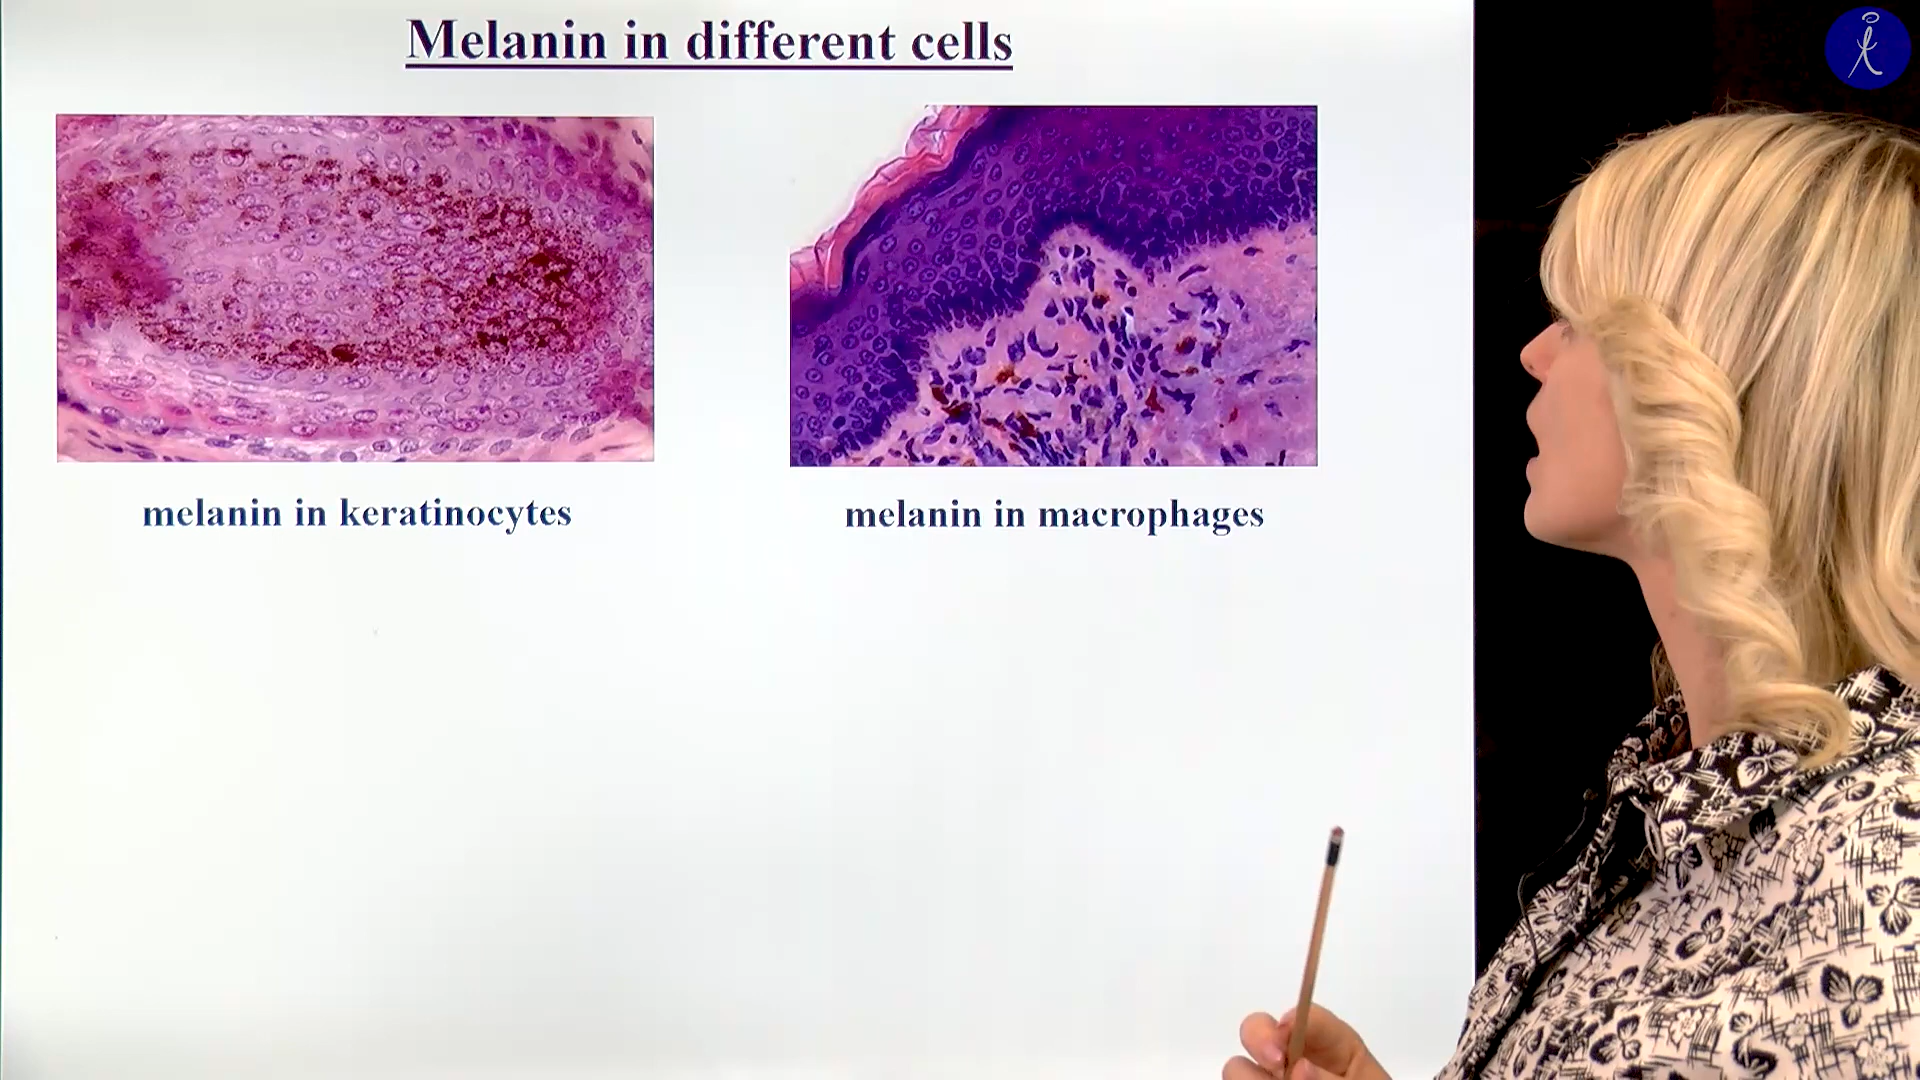 Melanin in different cells
melanin in keratinocytes
melanin in macrophages